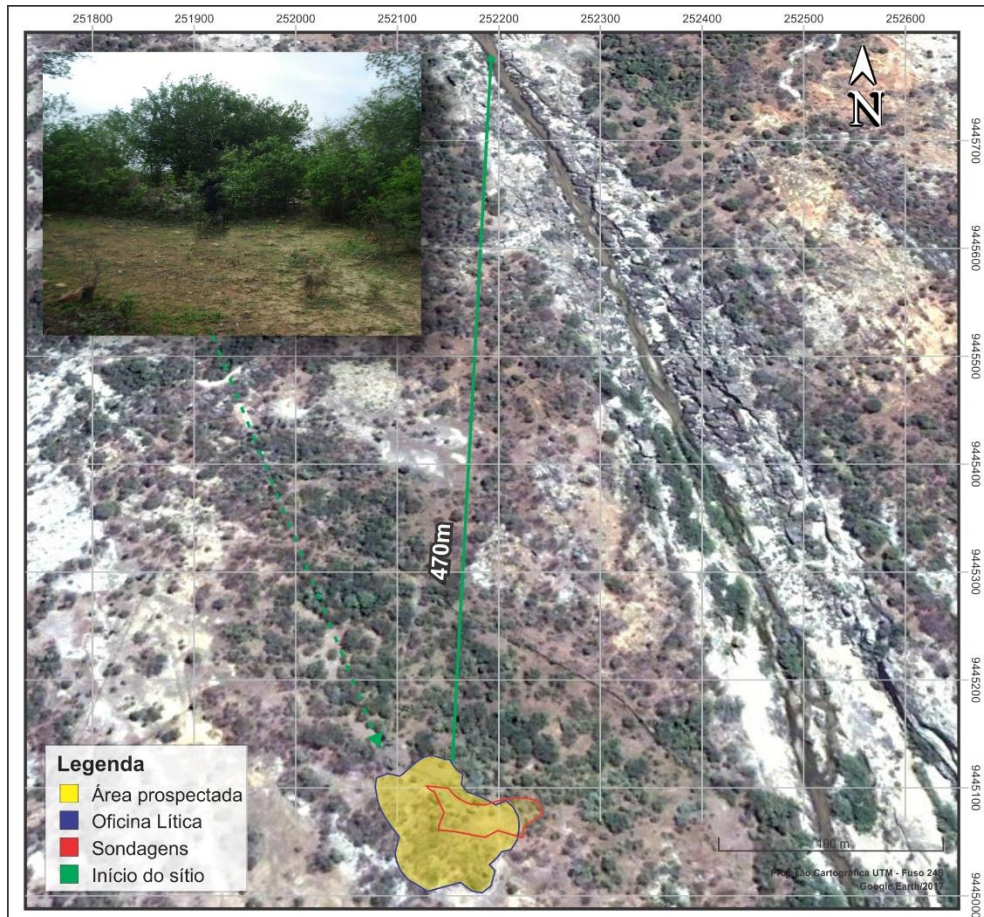 251800 251900 252000 252100 252200 252300 252400 252500 252600
N
9445700
9445600
9445500
9445400
9445300
9445200
9445100
9445000
470m
Legenda
Área prospectada
Oficina Lítica
Sondagens
Início do sítio
m
Projeção Cartográfica UTM - Fuso 24S
Google Earth/2017